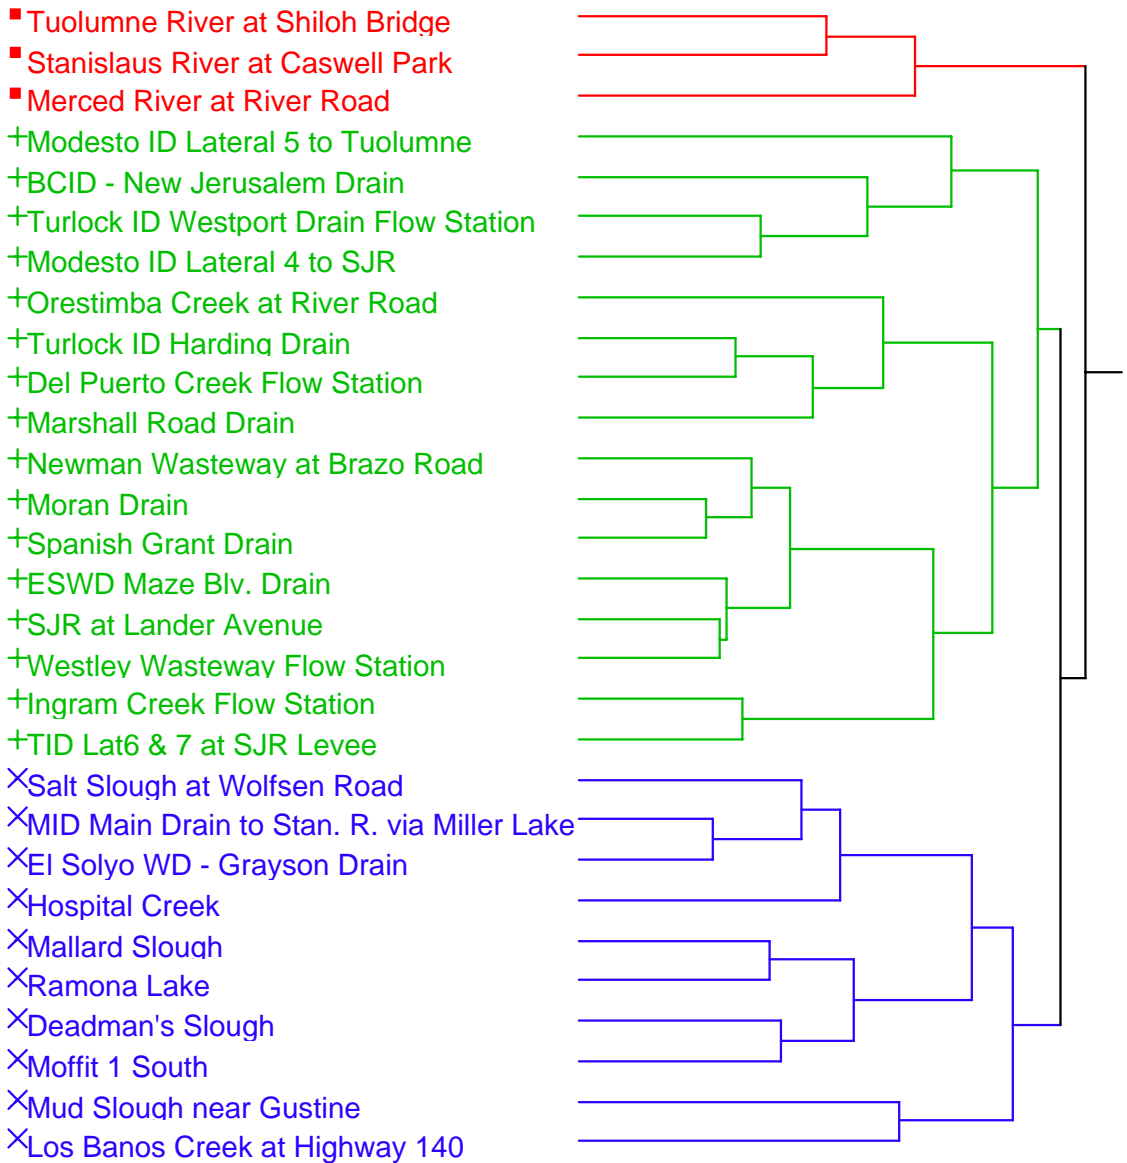 Tuolumne River at Shiloh Bridge
Stanislaus River at Caswell Park
Merced River at River Road
Modesto ID Lateral 5 to Tuolumne
BCID - New Jerusalem Drain
Turlock ID Westport Drain Flow Station
Modesto ID Lateral 4 to SJR
Orestimba Creek at River Road
Turlock ID Harding Drain
Del Puerto Creek Flow Station
Marshall Road Drain
Newman Wasteway at Brazo Road
Moran Drain
Spanish Grant Drain
ESWD Maze Blv. Drain
SJR at Lander Avenue
Westley Wasteway Flow Station
Ingram Creek Flow Station
TID Lat6 & 7 at SJR Levee
Salt Slough at Wolfsen Road
MID Main Drain to Stan. R. via Miller Lake
El Solyo WD - Grayson Drain
Hospital Creek
Mallard Slough
Ramona Lake
Deadman's Slough
Moffit 1 South
Mud Slough near Gustine
Los Banos Creek at Highway 140